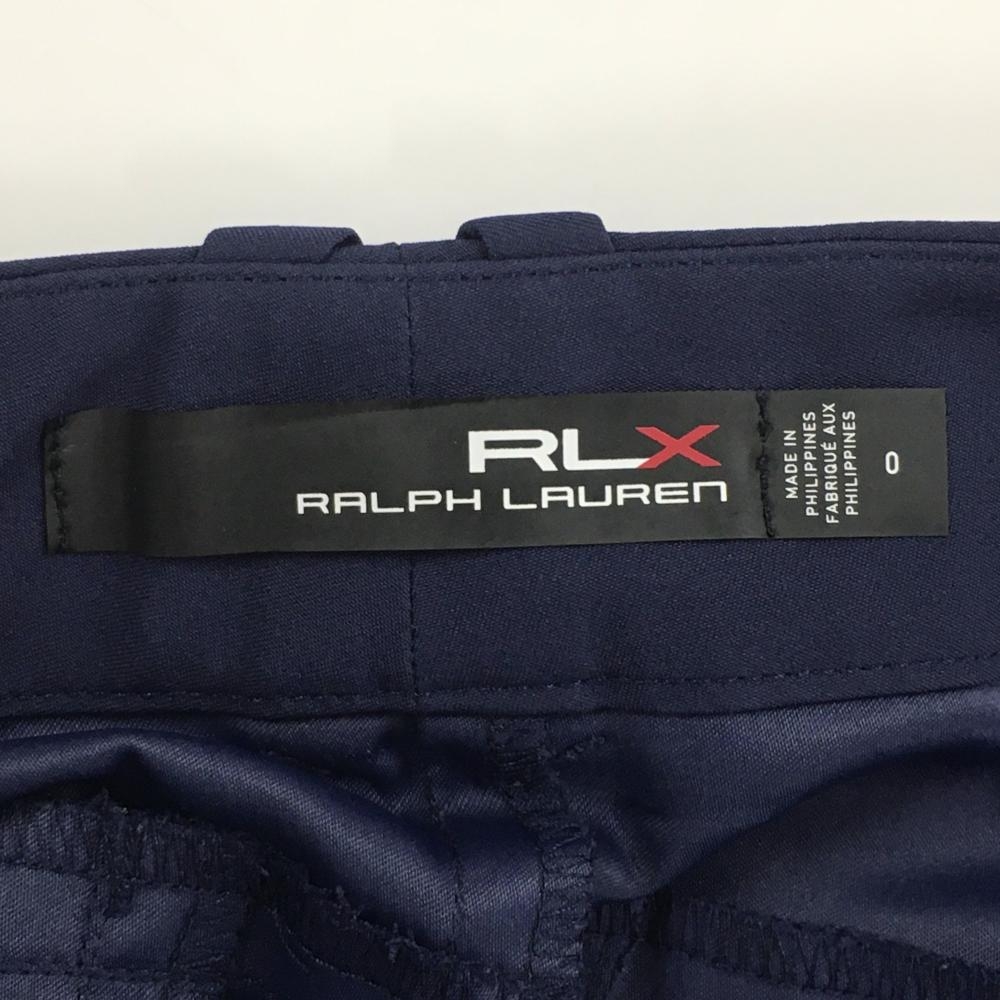 RLX
RALPH LAUREN
MADE IN
PHILIPPINES
FABRIQUÉ AUX
PHILIPPINES
0